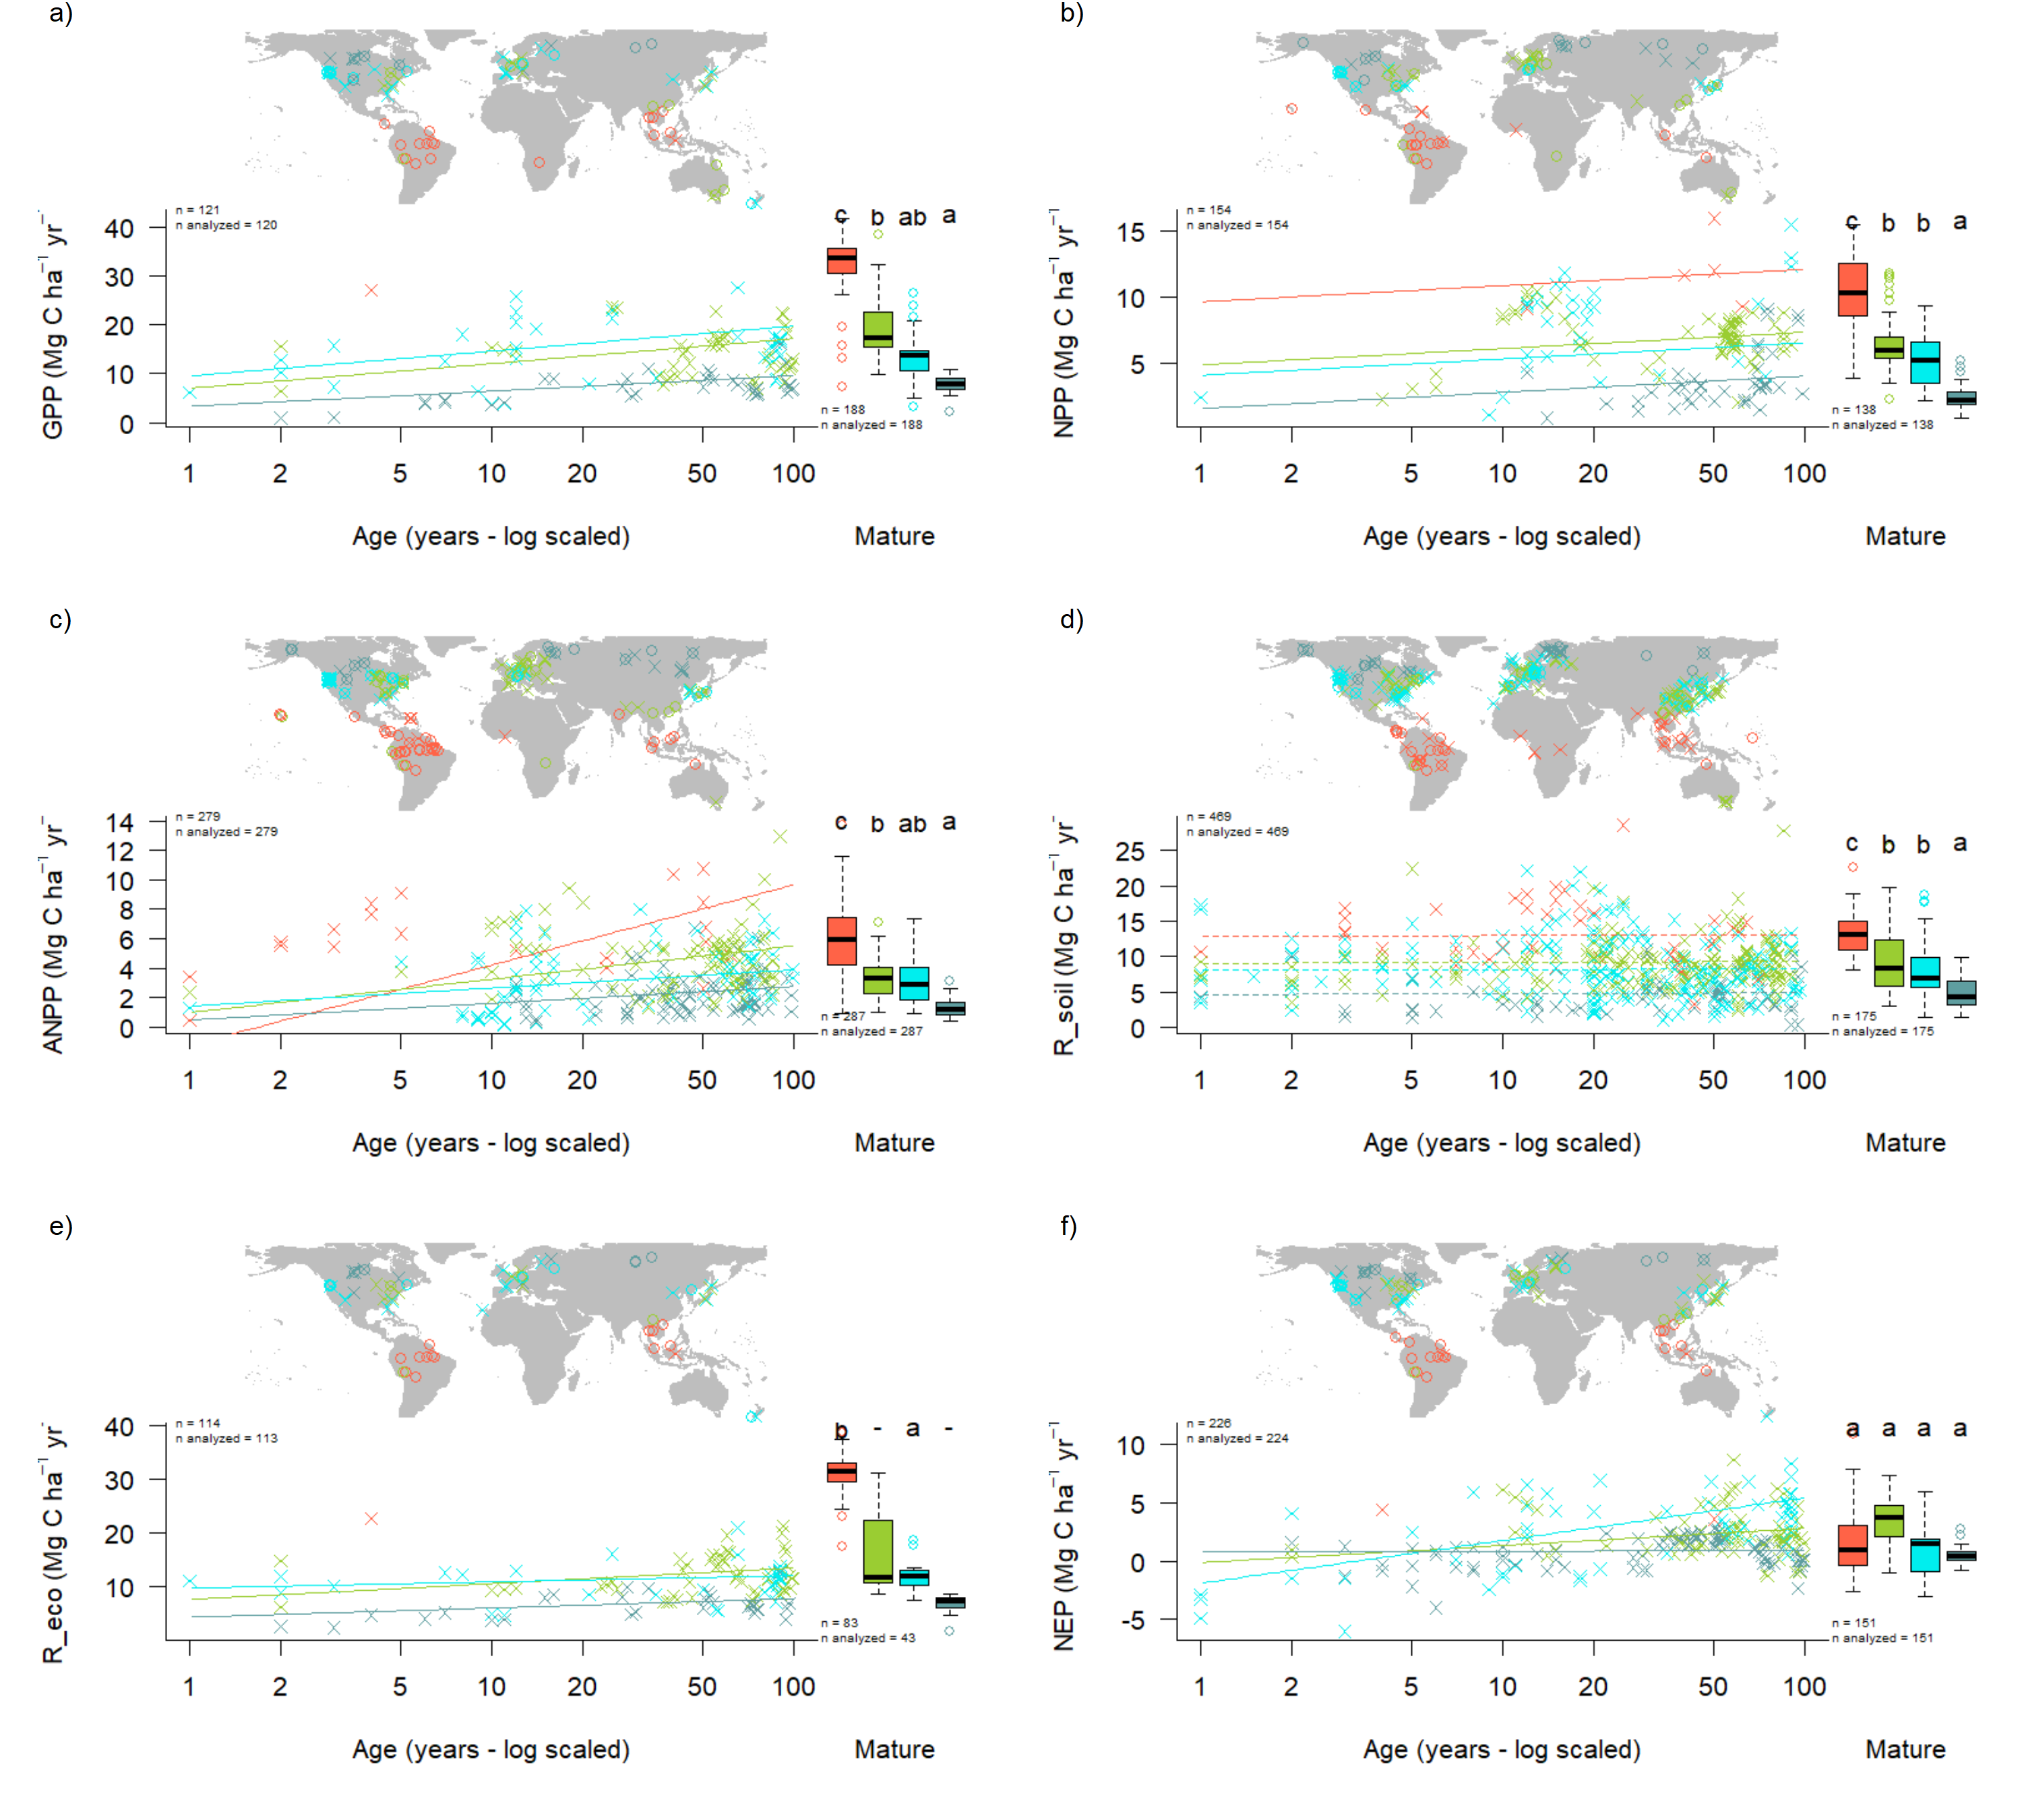 a)
n = 121
n analyzed = 120
GPP (Mg C ha⁻¹ yr⁻
40
30
20
10
0
c b ab a
n = 188
n analyzed = 188
1 2 5 10 20 50 100
Age (years - log scaled)
Mature
b)
n = 154
n analyzed = 154
NPP (Mg C ha⁻¹ yr⁻¹
15
10
5
c b b a
n = 138
n analyzed = 138
1 2 5 10 20 50 100
Age (years - log scaled)
Mature
c)
n = 279
n analyzed = 279
ANPP (Mg C ha⁻¹ yr⁻
14
12
10
8
6
4
2
0
c b ab a
n = 287
n analyzed = 287
1 2 5 10 20 50 100
Age (years - log scaled)
Mature
d)
n = 469
n analyzed = 469
R_soil (Mg C ha⁻¹ yr⁻
25
20
15
10
5
0
c b b a
n = 175
n analyzed = 175
1 2 5 10 20 50 100
Age (years - log scaled)
Mature
e)
n = 114
n analyzed = 113
R_eco (Mg C ha⁻¹ yr⁻
40
30
20
10
b - a -
n = 83
n analyzed = 43
1 2 5 10 20 50 100
Age (years - log scaled)
Mature
f)
n = 226
n analyzed = 224
NEP (Mg C ha⁻¹ yr⁻¹
10
5
0
-5
a a a a
n = 151
n analyzed = 151
1 2 5 10 20 50 100
Age (years - log scaled)
Mature